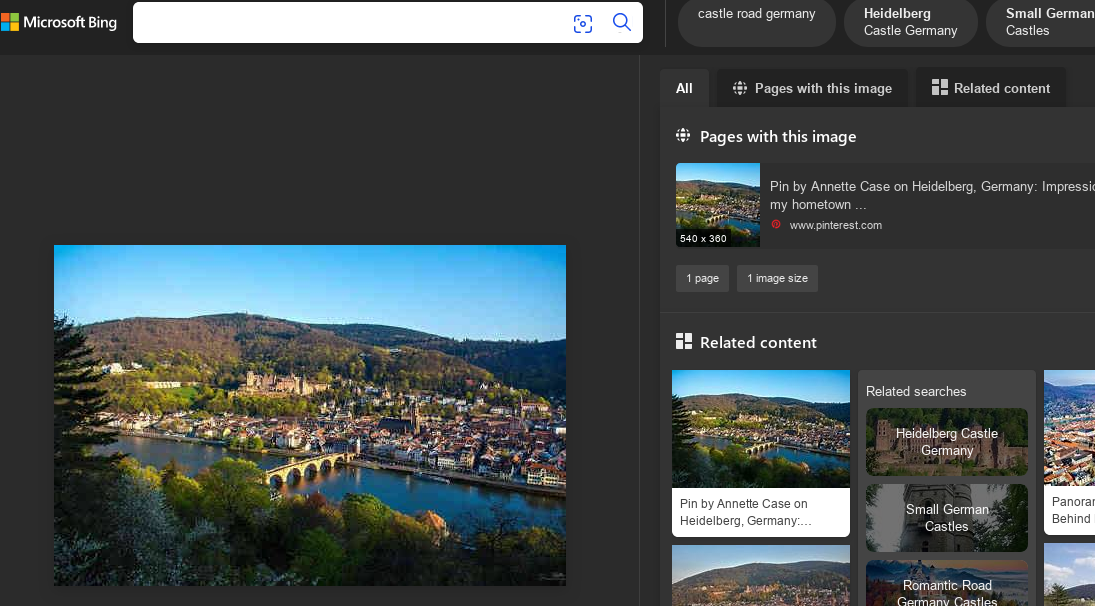 Microsoft Bing
castle road germany
Heidelberg
Castle Germany
Small German
Castles
All
Pages with this image
Related content
Pages with this image
Pin by Annette Case on Heidelberg, Germany: Impressio
my hometown ...
www.pinterest.com
540 x 360
1 page
1 image size
Related content
Pin by Annette Case on
Heidelberg, Germany:...
Related searches
Heidelberg Castle
Germany
Small German
Castles
Romantic Road
Germany Castles
Panorar
Behind